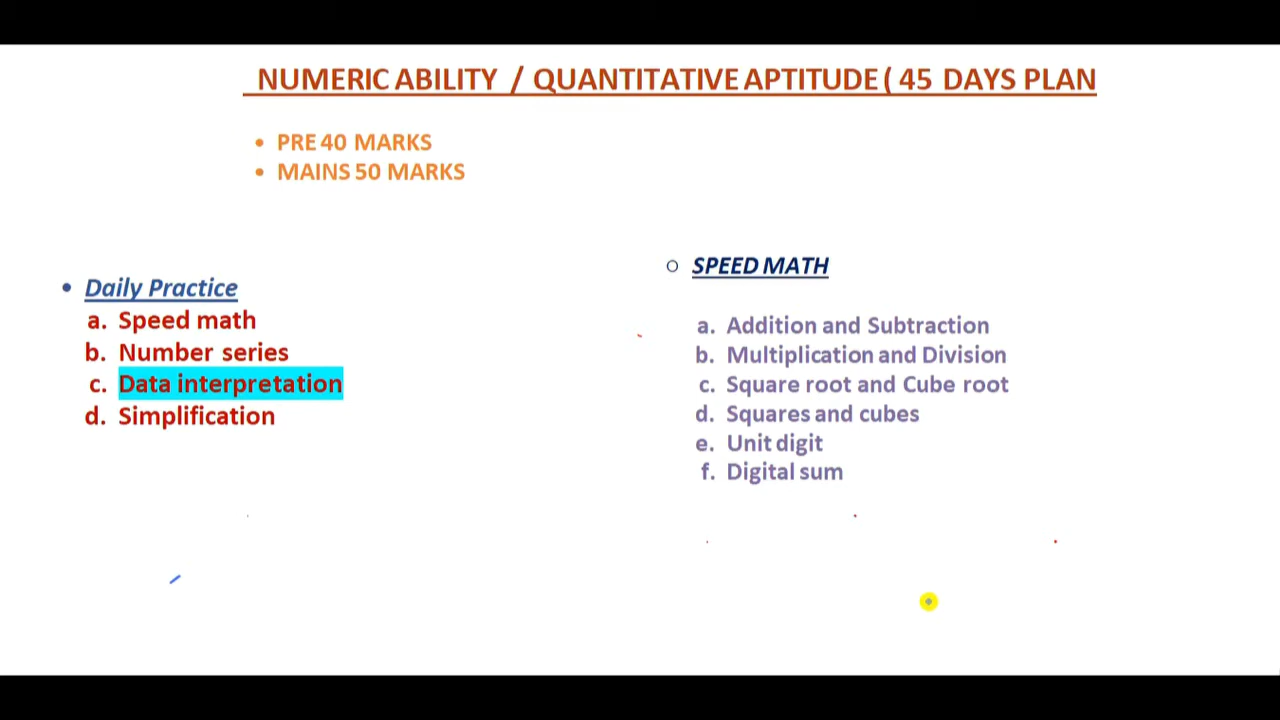 NUMERIC ABILITY / QUANTITATIVE APTITUDE ( 45 DAYS PLAN
• PRE 40 MARKS
• MAINS 50 MARKS
• Daily Practice
a. Speed math
b. Number series
c. Data interpretation
d. Simplification
○ SPEED MATH
a. Addition and Subtraction
b. Multiplication and Division
c. Square root and Cube root
d. Squares and cubes
e. Unit digit
f. Digital sum